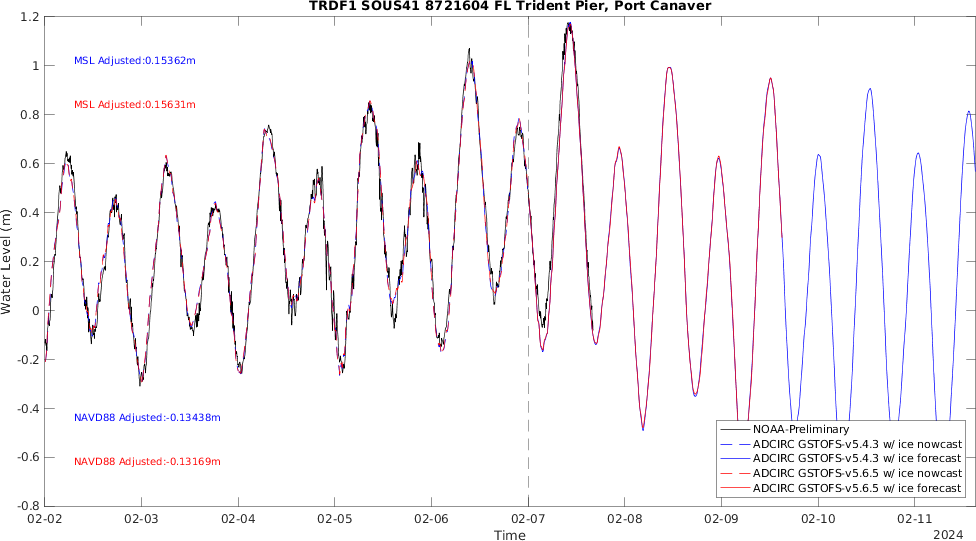 TRDF1 SOUS41 8721604 FL Trident Pier, Port Canaver
Water Level (m)
1.2
1
0.8
0.6
0.4
0.2
0
-0.2
-0.4
-0.6
-0.8
MSL Adjusted:0.15362m
MSL Adjusted:0.15631m
NAVD88 Adjusted:-0.13438m
NAVD88 Adjusted:-0.13169m
NOAA-Preliminary
ADCIRC GSTOFS-v5.4.3 w/ ice nowcast
ADCIRC GSTOFS-v5.4.3 w/ ice forecast
ADCIRC GSTOFS-v5.6.5 w/ ice nowcast
ADCIRC GSTOFS-v5.6.5 w/ ice forecast
02-02 02-03 02-04 02-05 02-06 02-07 02-08 02-09 02-10 02-11
Time
2024